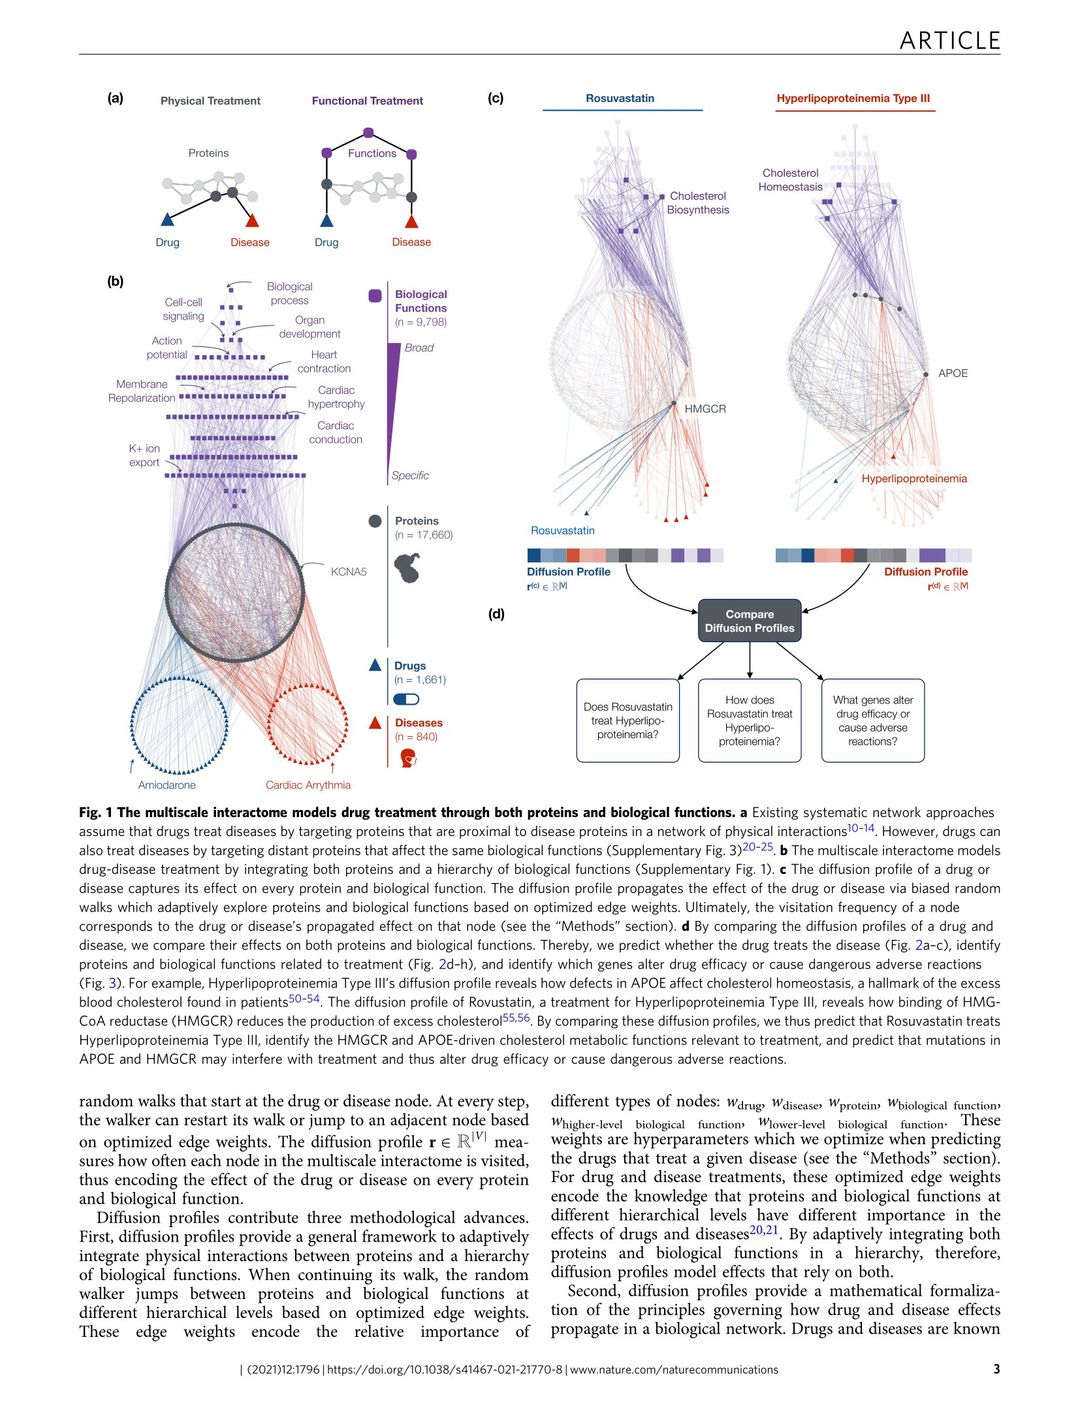 ARTICLE
(a)
Physical Treatment
Functional Treatment
Proteins
Functions
Drug
Disease
Drug
Disease
(b)
Biological
process
Cell-cell
signaling
Organ
development
Action
potential
Heart
contraction
Membrane
Repolarization
Cardiac
hypertrophy
Cardiac
conduction
K+ ion
export
KCNA5
Amiodarone
Cardiac Arrythmia
Biological
Functions
(n = 9,798)
Broad
Specific
Proteins
(n = 17,660)
Drugs
(n = 1,661)
Diseases
(n = 840)
(c)
Rosuvastatin
Hyperlipoproteinemia Type III
Cholesterol
Biosynthesis
Cholesterol
Homeostasis
HMGCR
APOE
Rosuvastatin
Hyperlipoproteinemia
Diffusion Profile
r(c) ∈ ℝ|V|
Diffusion Profile
r(d) ∈ ℝ|V|
(d)
Compare
Diffusion Profiles
Does Rosuvastatin
treat Hyperlipo-
proteinemia?
How does
Rosuvastatin treat
Hyperlipo-
proteinemia?
What genes alter
drug efficacy or
cause adverse
reactions?
Fig. 1 The multiscale interactome models drug treatment through both proteins and biological functions. a Existing systematic network approaches
assume that drugs treat diseases by targeting proteins that are proximal to disease proteins in a network of physical interactions10–14. However, drugs can
also treat diseases by targeting distant proteins that affect the same biological functions (Supplementary Fig. 3)20–25. b The multiscale interactome models
drug-disease treatment by integrating both proteins and a hierarchy of biological functions (Supplementary Fig. 1). c The diffusion profile of a drug or
disease captures its effect on every protein and biological function. The diffusion profile propagates the effect of the drug or disease via biased random
walks which adaptively explore proteins and biological functions based on optimized edge weights. Ultimately, the visitation frequency of a node
corresponds to the drug or disease's propagated effect on that node (see the “Methods” section). d By comparing the diffusion profiles of a drug and
disease, we compare their effects on both proteins and biological functions. Thereby, we predict whether the drug treats the disease (Fig. 2a–c), identify
proteins and biological functions related to treatment (Fig. 2d–h), and identify which genes alter drug efficacy or cause dangerous adverse reactions
(Fig. 3). For example, Hyperlipoproteinemia Type III's diffusion profile reveals how defects in APOE affect cholesterol homeostasis, a hallmark of the excess
blood cholesterol found in patients50–54. The diffusion profile of Rovustatin, a treatment for Hyperlipoproteinemia Type III, reveals how binding of HMG-
CoA reductase (HMGCR) reduces the production of excess cholesterol55,56. By comparing these diffusion profiles, we thus predict that Rosuvastatin treats
Hyperlipoproteinemia Type III, identify the HMGCR and APOE-driven cholesterol metabolic functions relevant to treatment, and predict that mutations in
APOE and HMGCR may interfere with treatment and thus alter drug efficacy or cause dangerous adverse reactions.
random walks that start at the drug or disease node. At every step,
the walker can restart its walk or jump to an adjacent node based
on optimized edge weights. The diffusion profile r ∈ ℝ|V| mea-
sures how often each node in the multiscale interactome is visited,
thus encoding the effect of the drug or disease on every protein
and biological function.
Diffusion profiles contribute three methodological advances.
First, diffusion profiles provide a general framework to adaptively
integrate physical interactions between proteins and a hierarchy
of biological functions. When continuing its walk, the random
walker jumps between proteins and biological functions at
different hierarchical levels based on optimized edge weights.
These edge weights encode the relative importance of
different types of nodes: wdrug, wdisease, wprotein, wbiological function,
whigher-level biological function, wlower-level biological function. These
weights are hyperparameters which we optimize when predicting
the drugs that treat a given disease (see the “Methods” section).
For drug and disease treatments, these optimized edge weights
encode the knowledge that proteins and biological functions at
different hierarchical levels have different importance in the
effects of drugs and diseases20,21. By adaptively integrating both
proteins and biological functions in a hierarchy, therefore,
diffusion profiles model effects that rely on both.
Second, diffusion profiles provide a mathematical formaliza-
tion of the principles governing how drug and disease effects
propagate in a biological network. Drugs and diseases are known
| (2021)12:1796 | https://doi.org/10.1038/s41467-021-21770-8 | www.nature.com/naturecommunications
3